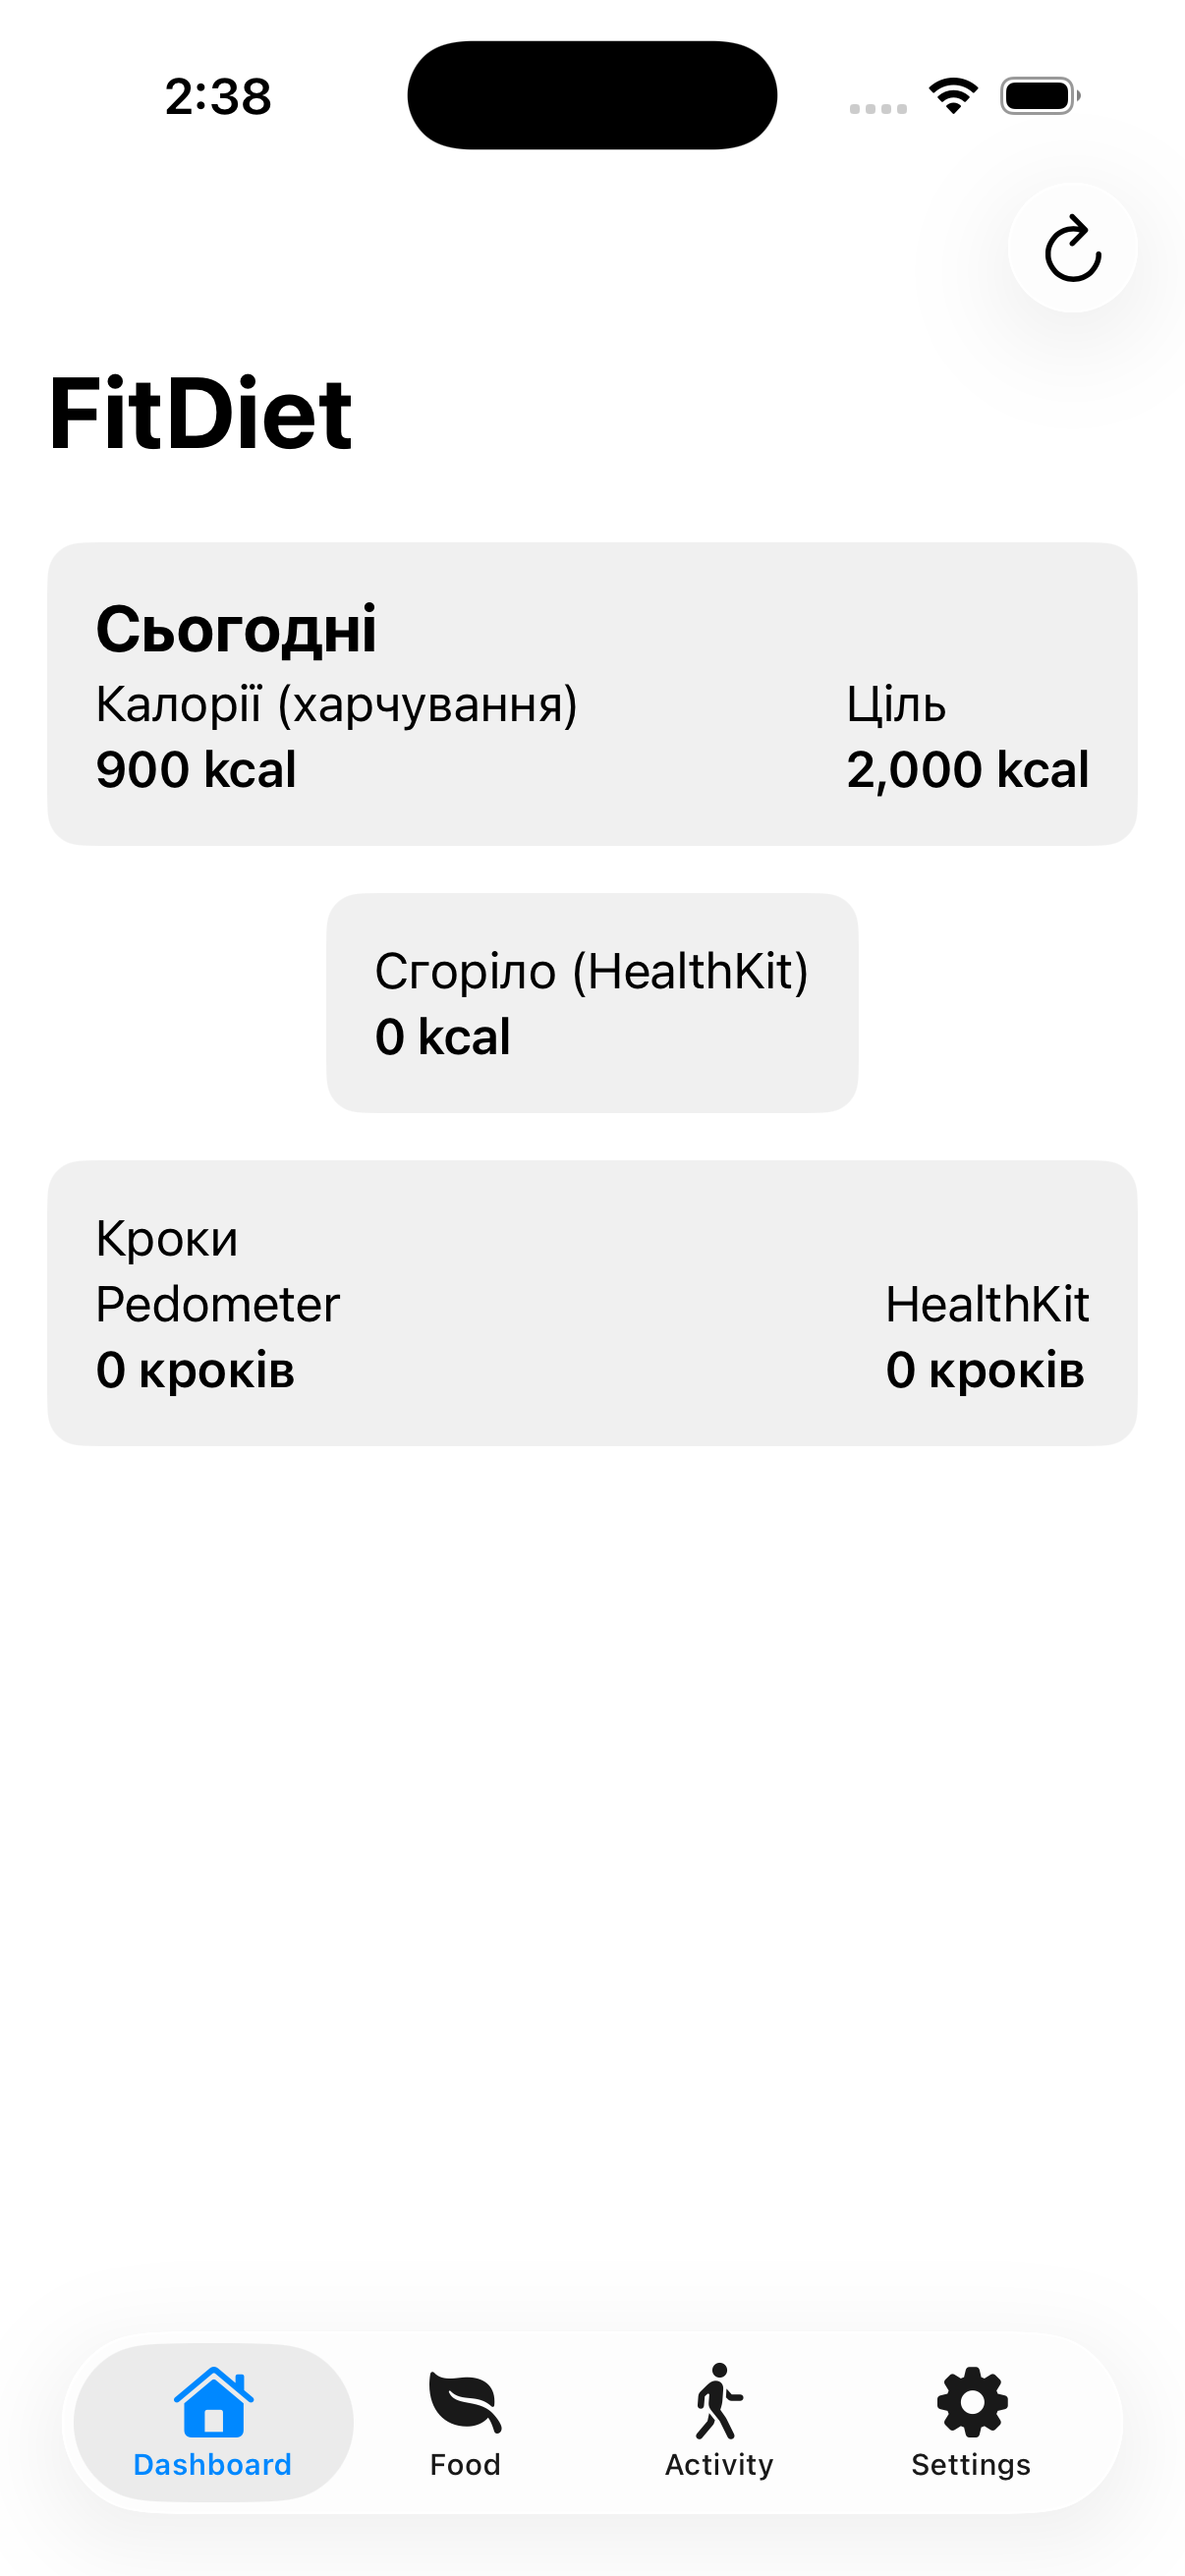 2:38
FitDiet
Сьогодні
Калорії (харчування) Ціль
900 kcal 2,000 kcal
Сгоріло (HealthKit)
0 kcal
Кроки
Pedometer HealthKit
0 кроків 0 кроків
Dashboard Food Activity Settings